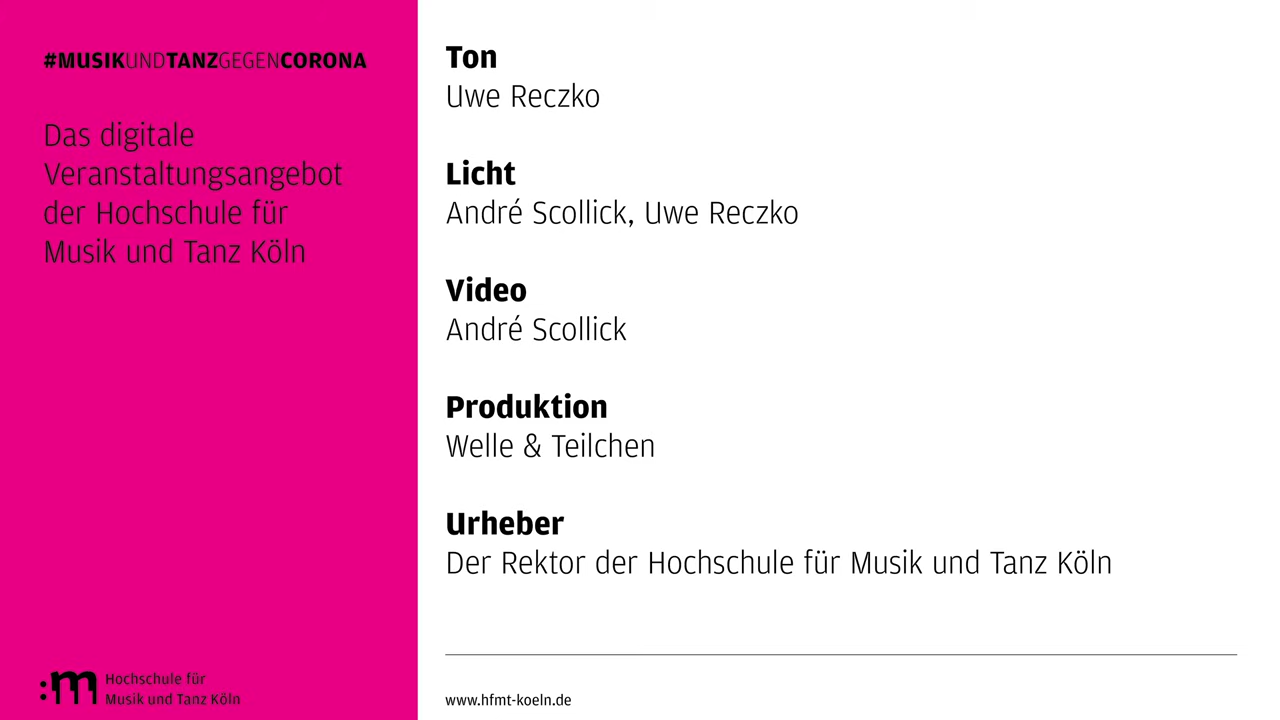 #MUSIKUNDTANZGEGENCORONA
Das digitale
Veranstaltungsangebot
der Hochschule für
Musik und Tanz Köln
:m Hochschule für
Musik und Tanz Köln
Ton
Uwe Reczko
Licht
André Scollick, Uwe Reczko
Video
André Scollick
Produktion
Welle & Teilchen
Urheber
Der Rektor der Hochschule für Musik und Tanz Köln
www.hfmt-koeln.de